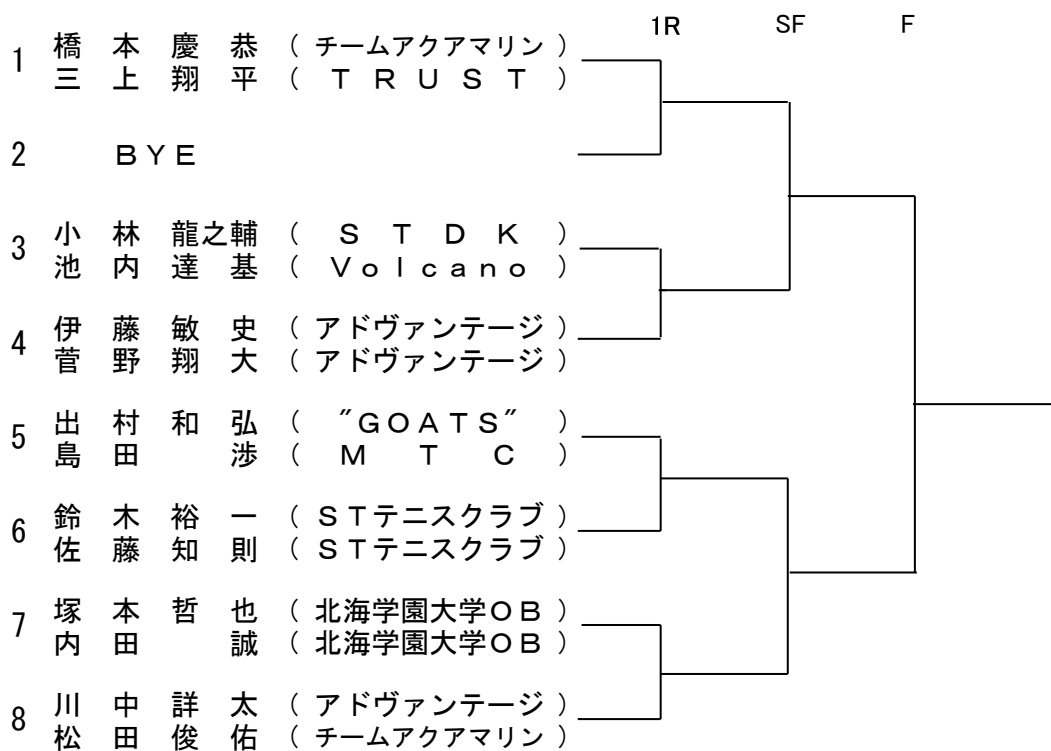 1R SF F
1 橋本慶恭 ( チームアクアマリン )
三上翔平 ( ＴＲＵＳＴ )
2 ＢＹＥ
3 小林龍之輔 ( ＳＴＤＫ )
池内達基 ( Ｖｏｌｃａｎｏ )
4 伊藤敏史 ( アドヴァンテージ )
菅野翔大 ( アドヴァンテージ )
5 出村和弘 ( ″ＧＯＡＴＳ″ )
島田渉 ( ＭＴＣ )
6 鈴木裕一 ( ＳＴテニスクラブ )
佐藤知則 ( ＳＴテニスクラブ )
7 塚本哲也 ( 北海学園大学ＯＢ )
内田誠 ( 北海学園大学ＯＢ )
8 川中詳太 ( アドヴァンテージ )
松田俊佑 ( チームアクアマリン )